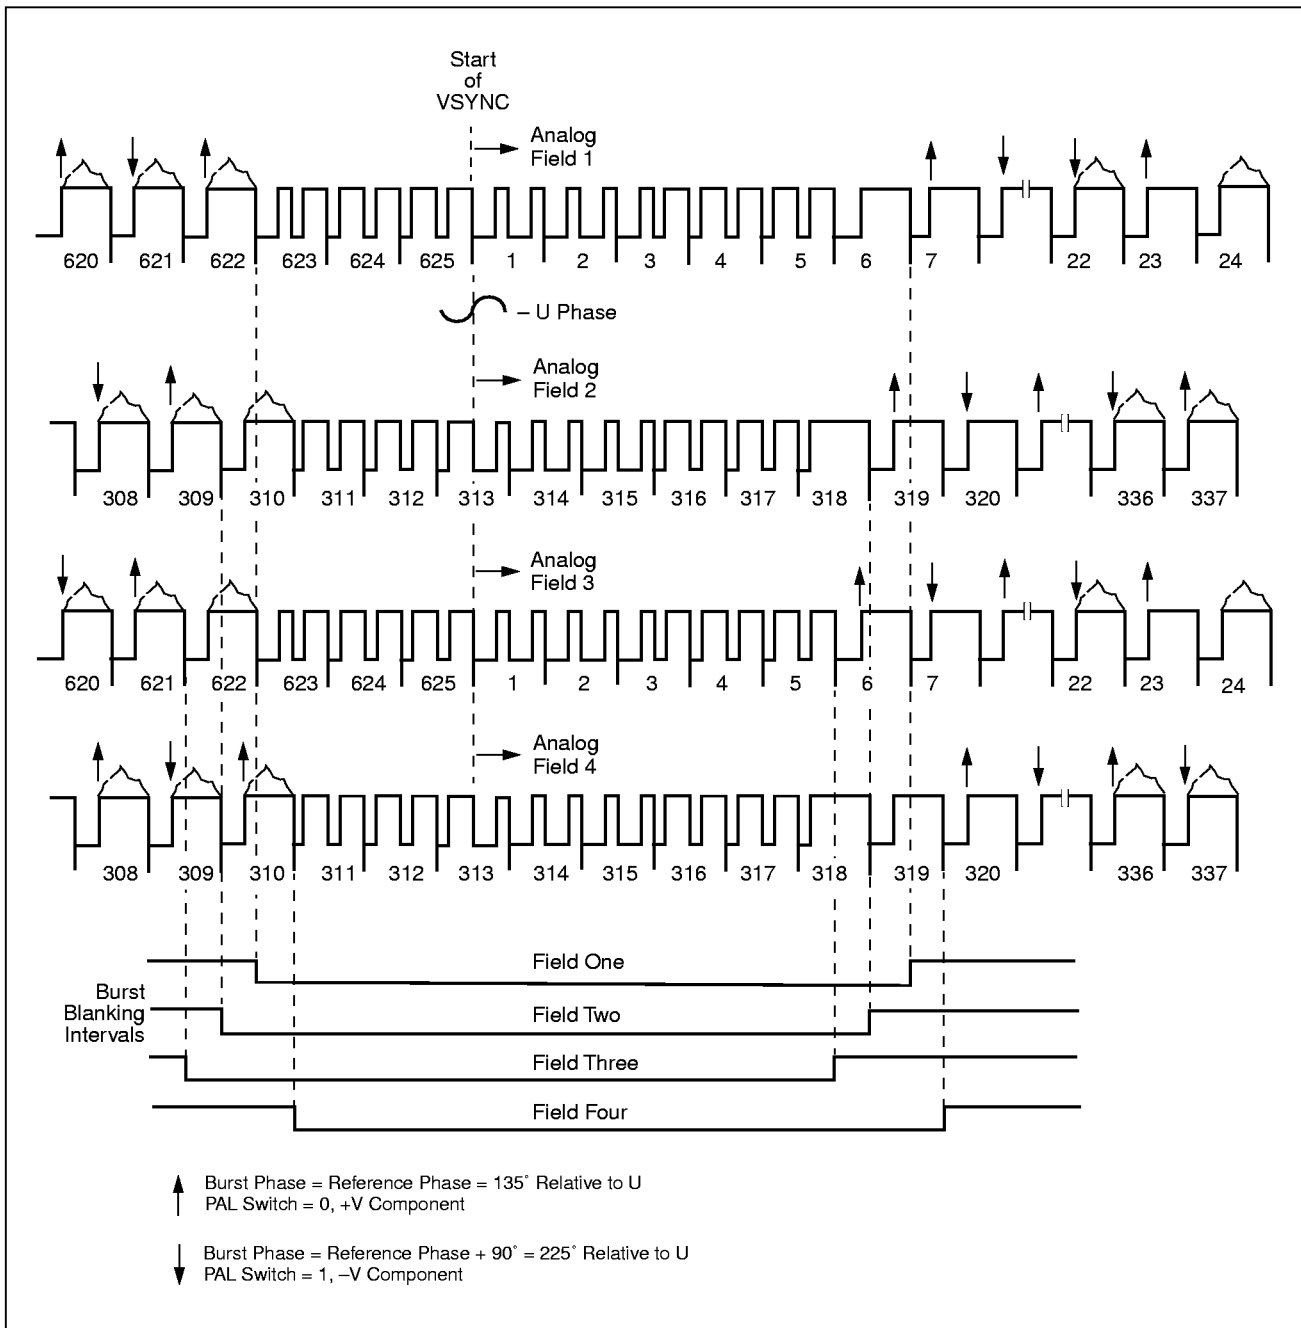 Start
of
VSYNC
Analog
Field 1
620 621 622 623 624 625 1 2 3 4 5 6 7 22 23 24
– U Phase
Analog
Field 2
308 309 310 311 312 313 314 315 316 317 318 319 320 336 337
Analog
Field 3
620 621 622 623 624 625 1 2 3 4 5 6 7 22 23 24
Analog
Field 4
308 309 310 311 312 313 314 315 316 317 318 319 320 336 337
Field One
Burst
Blanking
Intervals
Field Two
Field Three
Field Four
Burst Phase = Reference Phase = 135° Relative to U
PAL Switch = 0, +V Component
Burst Phase = Reference Phase + 90° = 225° Relative to U
PAL Switch = 1, –V Component